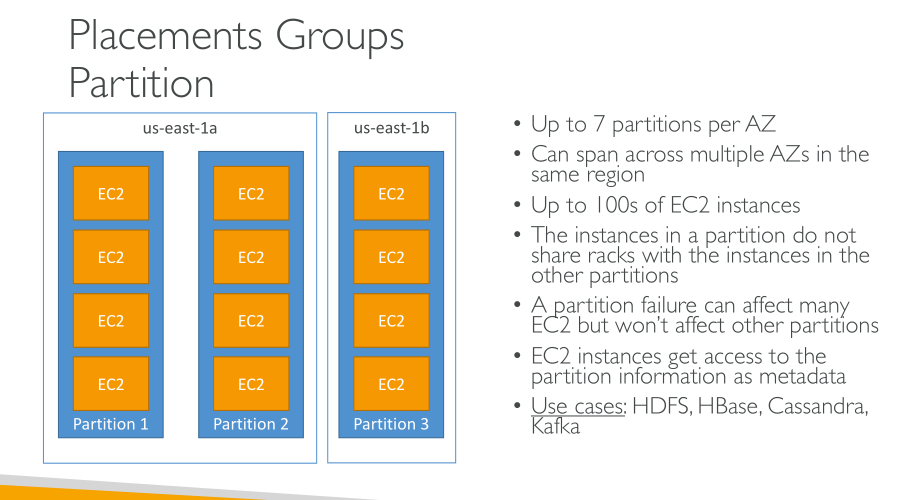 Placements Groups
Partition
us-east-1a
us-east-1b
EC2
EC2
EC2
EC2
Partition 1
EC2
EC2
EC2
EC2
Partition 2
EC2
EC2
EC2
EC2
Partition 3
• Up to 7 partitions per AZ
• Can span across multiple AZs in the
same region
• Up to 100s of EC2 instances
• The instances in a partition do not
share racks with the instances in the
other partitions
• A partition failure can affect many
EC2 but won’t affect other partitions
• EC2 instances get access to the
partition information as metadata
• Use cases: HDFS, HBase, Cassandra,
Kafka